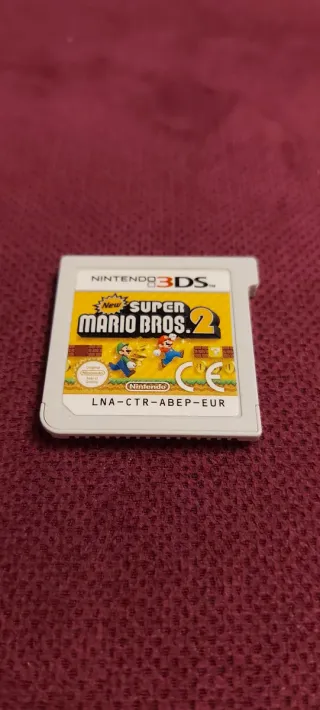 NINTENDO 3DS
New SUPER
MARIO BROS. 2
Nintendo
CE
LNA-CTR-ABEP-EUR